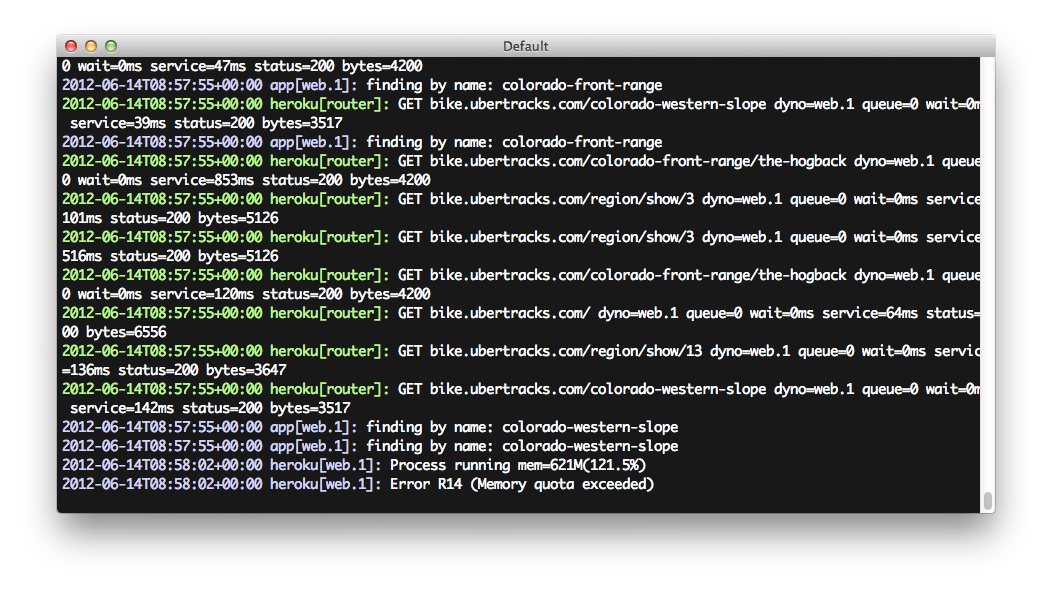 Default
0 wait=0ms service=47ms status=200 bytes=4200
2012-06-14T08:57:55+00:00 app[web.1]: finding by name: colorado-front-range
2012-06-14T08:57:55+00:00 heroku[router]: GET bike.ubertracks.com/colorado-western-slope dyno=web.1 queue=0 wait=0m
service=39ms status=200 bytes=3517
2012-06-14T08:57:55+00:00 app[web.1]: finding by name: colorado-front-range
2012-06-14T08:57:55+00:00 heroku[router]: GET bike.ubertracks.com/colorado-front-range/the-hogback dyno=web.1 queue
0 wait=0ms service=853ms status=200 bytes=4200
2012-06-14T08:57:55+00:00 heroku[router]: GET bike.ubertracks.com/region/show/3 dyno=web.1 queue=0 wait=0ms service
101ms status=200 bytes=5126
2012-06-14T08:57:55+00:00 heroku[router]: GET bike.ubertracks.com/region/show/3 dyno=web.1 queue=0 wait=0ms service
516ms status=200 bytes=5126
2012-06-14T08:57:55+00:00 heroku[router]: GET bike.ubertracks.com/colorado-front-range/the-hogback dyno=web.1 queue
0 wait=0ms service=120ms status=200 bytes=4200
2012-06-14T08:57:55+00:00 heroku[router]: GET bike.ubertracks.com/ dyno=web.1 queue=0 wait=0ms service=64ms status=
00 bytes=6556
2012-06-14T08:57:55+00:00 heroku[router]: GET bike.ubertracks.com/region/show/13 dyno=web.1 queue=0 wait=0ms servic
=136ms status=200 bytes=3647
2012-06-14T08:57:55+00:00 heroku[router]: GET bike.ubertracks.com/colorado-western-slope dyno=web.1 queue=0 wait=0m
service=142ms status=200 bytes=3517
2012-06-14T08:57:55+00:00 app[web.1]: finding by name: colorado-western-slope
2012-06-14T08:57:55+00:00 app[web.1]: finding by name: colorado-western-slope
2012-06-14T08:58:02+00:00 heroku[web.1]: Process running mem=621M(121.5%)
2012-06-14T08:58:02+00:00 heroku[web.1]: Error R14 (Memory quota exceeded)